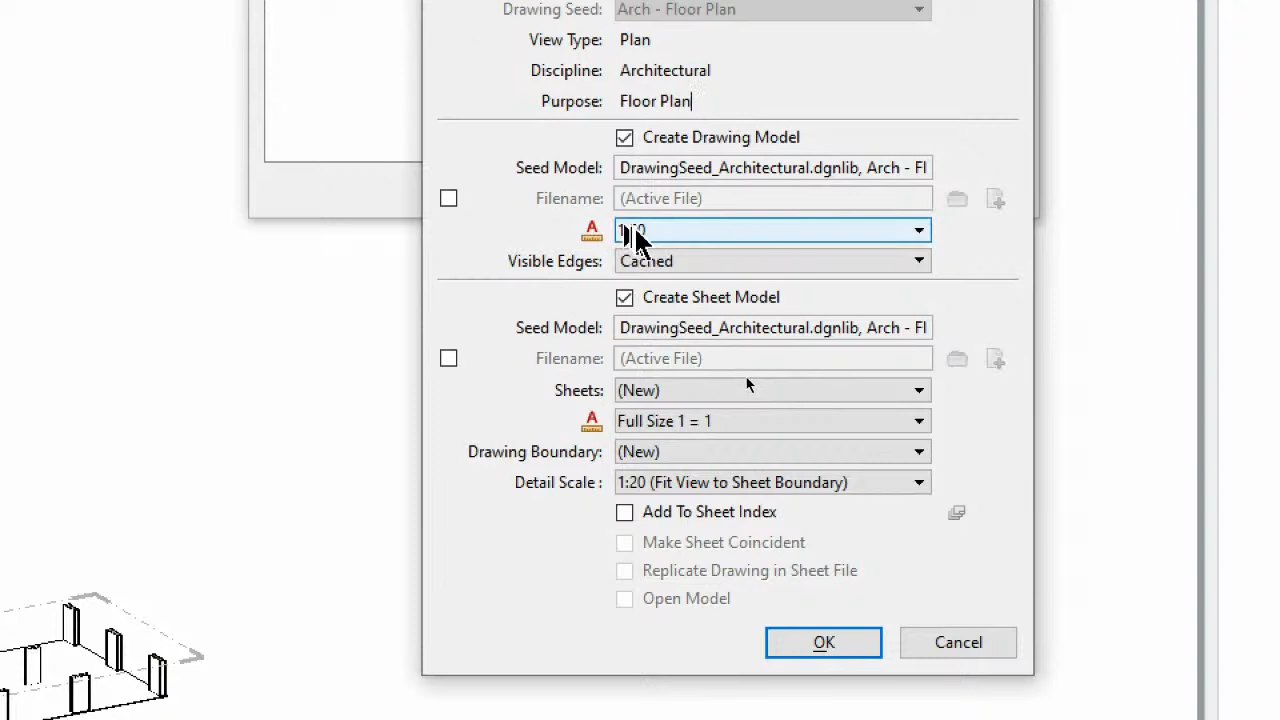 Drawing Seed: Arch - Floor Plan
View Type: Plan
Discipline: Architectural
Purpose: Floor Plan
Create Drawing Model
Seed Model: DrawingSeed_Architectural.dgnlib, Arch - Fl
Filename: (Active File)
A
Visible Edges: Cached
Create Sheet Model
Seed Model: DrawingSeed_Architectural.dgnlib, Arch - Fl
Filename: (Active File)
Sheets: (New)
A Full Size 1 = 1
Drawing Boundary: (New)
Detail Scale : 1:20 (Fit View to Sheet Boundary)
Add To Sheet Index
Make Sheet Coincident
Replicate Drawing in Sheet File
Open Model
OK Cancel